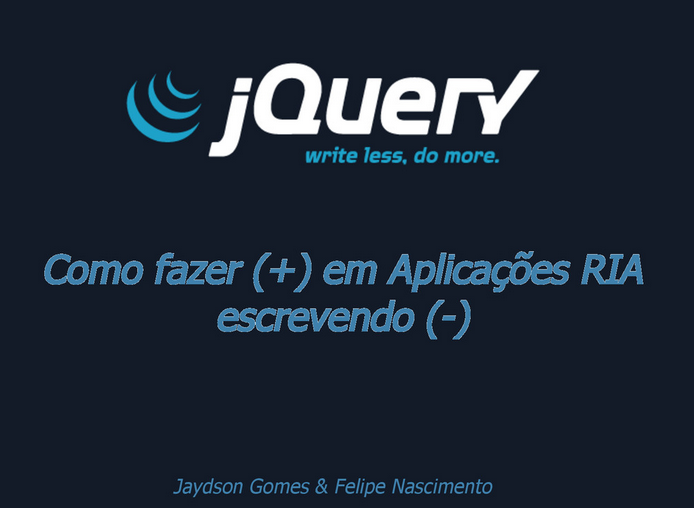 jQuery
write less, do more.
Como fazer (+) em Aplicações RIA
escrevendo (-)
Jaydson Gomes & Felipe Nascimento